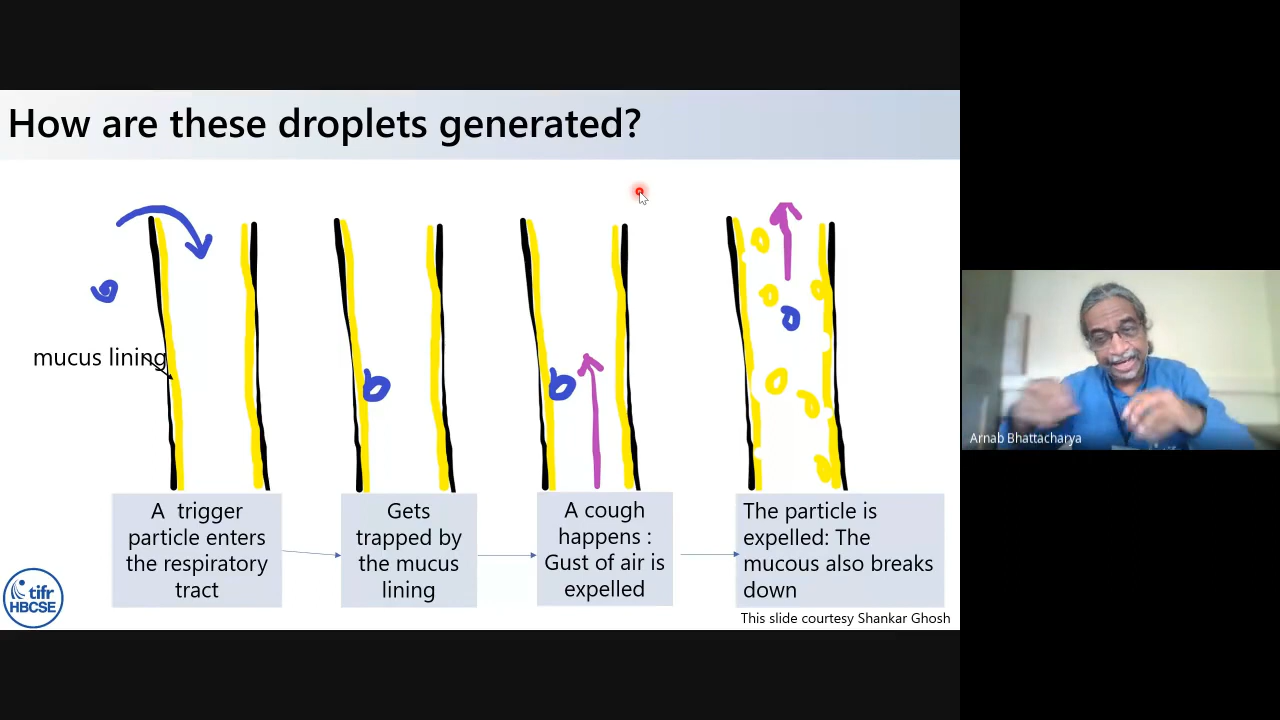 How are these droplets generated?
mucus lining
A trigger
particle enters
the respiratory
tract
Gets
trapped by
the mucus
lining
A cough
happens :
Gust of air is
expelled
The particle is
expelled: The
mucous also breaks
down
tifr
HBCSE
This slide courtesy Shankar Ghosh
Arnab Bhattacharya